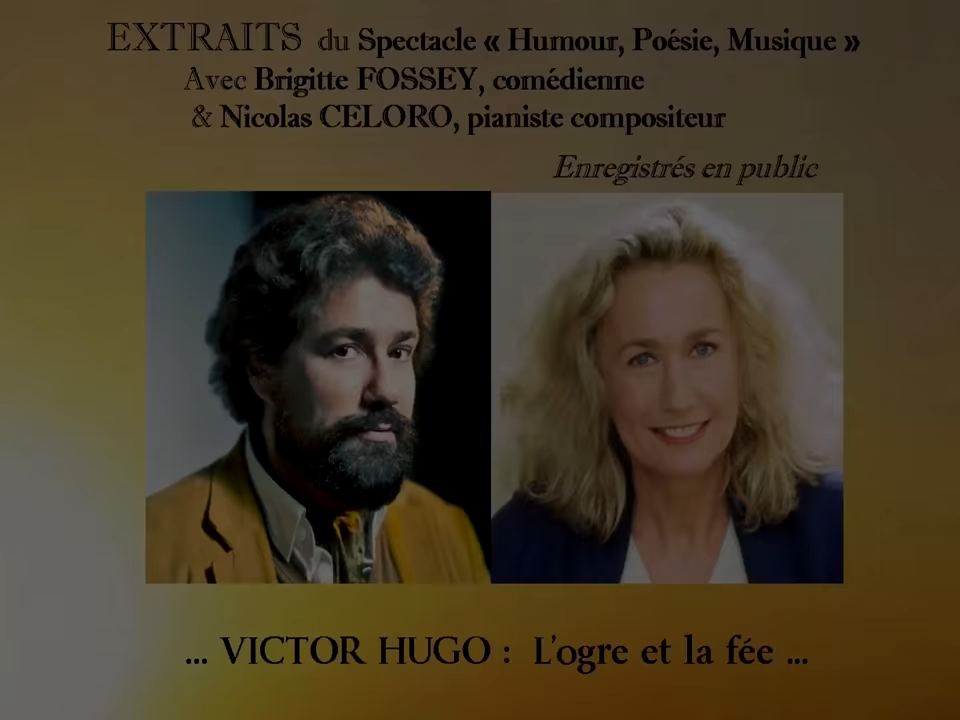 EXTRAITS du Spectacle « Humour, Poésie, Musique »
Avec Brigitte FOSSEY, comédienne
& Nicolas CELORO, pianiste compositeur
Enregistrés en public
... VICTOR HUGO : L'ogre et la fée ...